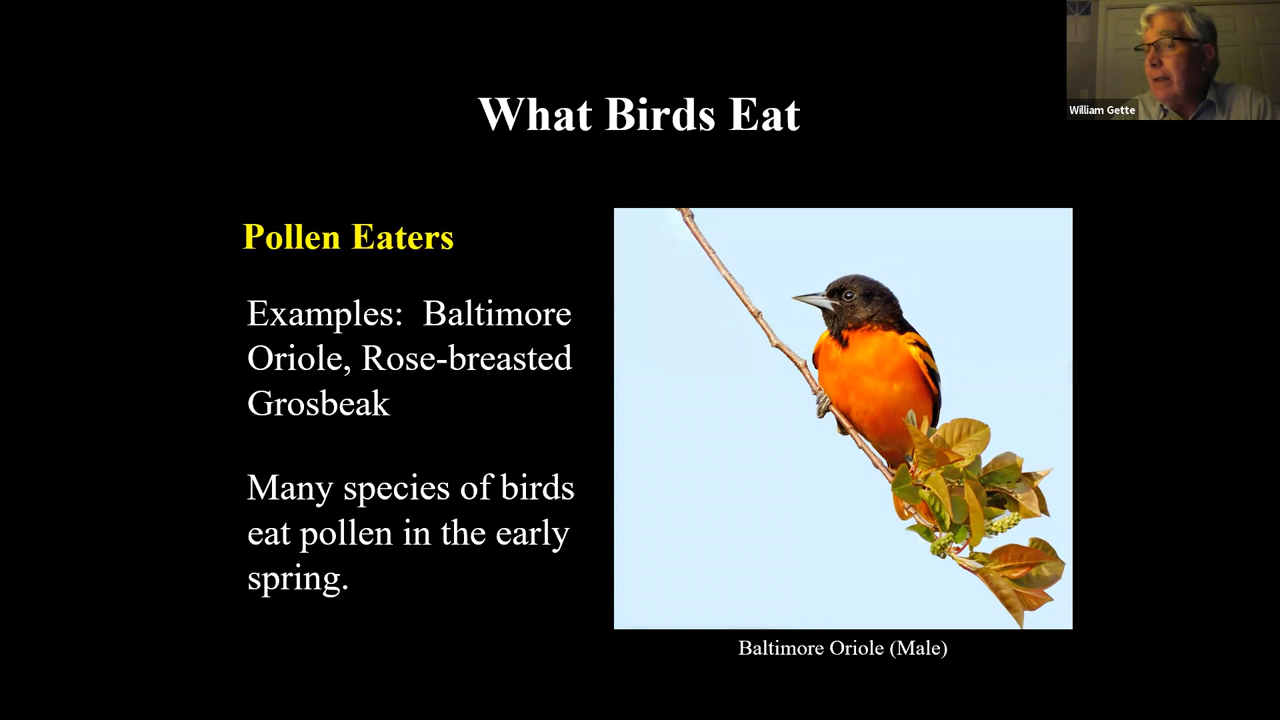 William Gette
What Birds Eat
Pollen Eaters
Examples:  Baltimore
Oriole, Rose-breasted
Grosbeak
Many species of birds
eat pollen in the early
spring.
Baltimore Oriole (Male)